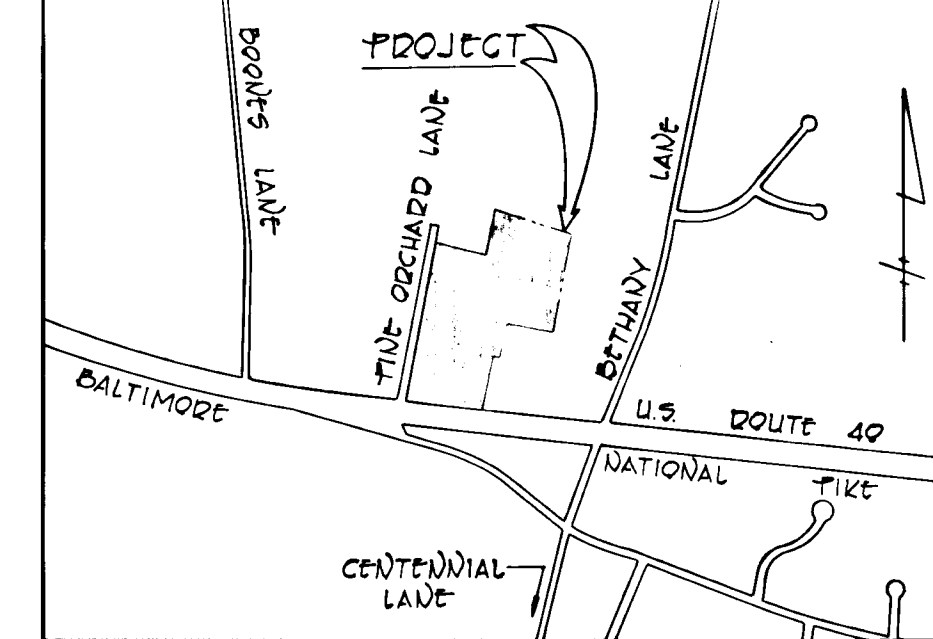 PROJECT
BOONES LANE
PINE ORCHARD LANE
BETHANY LANE
BALTIMORE
U.S. ROUTE 40
NATIONAL PIKE
CENTENNIAL
LANE